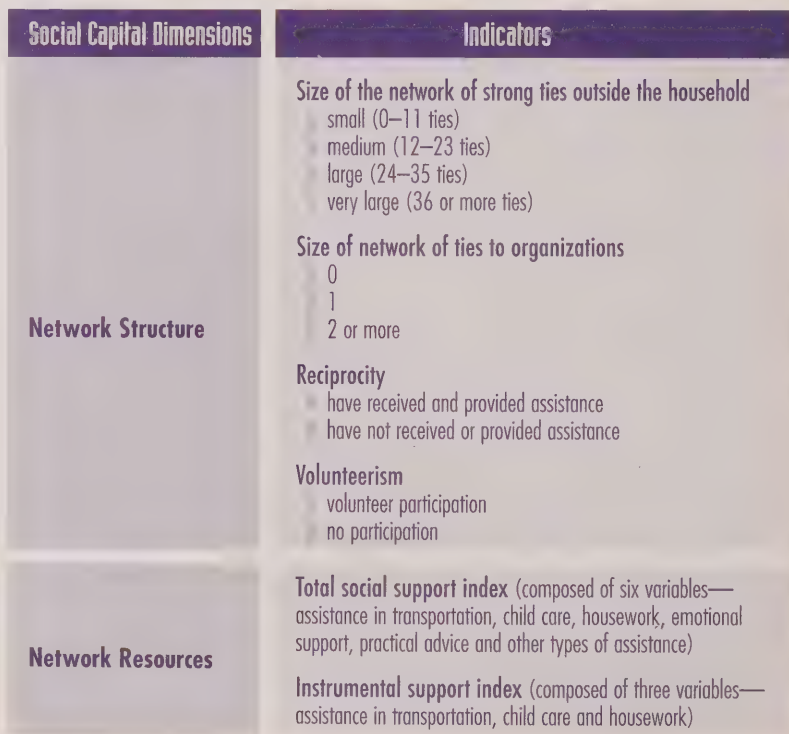 Social Capital Dimensions
Indicators
Network Structure
Size of the network of strong ties outside the household
small (0–11 ties)
medium (12–23 ties)
large (24–35 ties)
very large (36 or more ties)
Size of network of ties to organizations
0
1
2 or more
Reciprocity
have received and provided assistance
have not received or provided assistance
Volunteerism
volunteer participation
no participation
Network Resources
Total social support index (composed of six variables—
assistance in transportation, child care, housework, emotional
support, practical advice and other types of assistance)
Instrumental support index (composed of three variables—
assistance in transportation, child care and housework)